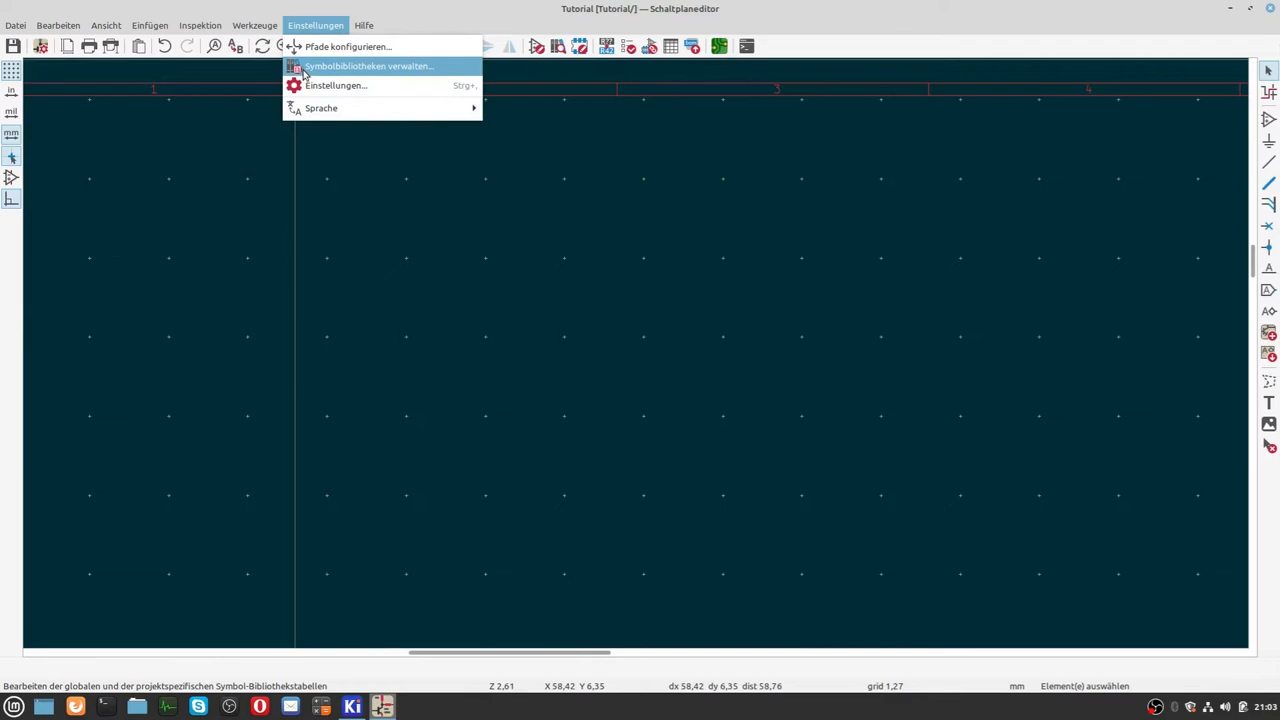 Tutorial [Tutorial/] — Schaltplaneditor
Datei Bearbeiten Ansicht Einfügen Inspektion Werkzeuge Einstellungen Hilfe
Pfade konfigurieren...
Symbolbibliotheken verwalten...
Einstellungen... Strg+,
Sprache
1 3 4
in
mil
mm
Bearbeiten der globalen und der projektspezifischen Symbol-Bibliothekstabellen Z 2,61 X 58,42 Y 6,35 dx 58,42 dy 6,35 dist 58,76 grid 1,27 mm Element(e) auswählen
Ki
21:03